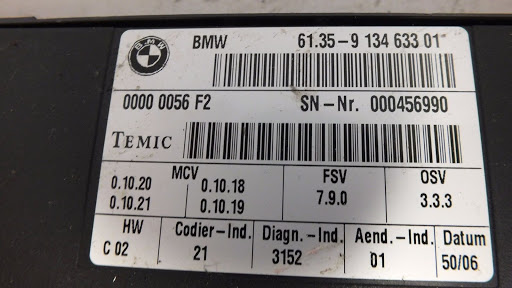 BMW
BMW 61.35-9 134 633 01
0000 0056 F2 SN-Nr. 000456990
TEMIC
MCV FSV OSV
0.10.20 0.10.18 7.9.0 3.3.3
0.10.21 0.10.19
HW Codier-Ind. Diagn.-Ind. Aend.-Ind. Datum
C 02 21 3152 01 50/06